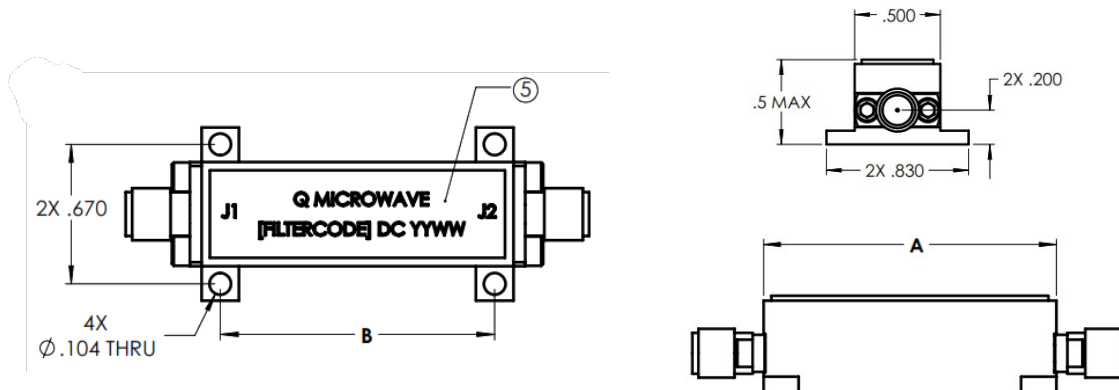 .500
⑤
.5 MAX
2X .200
2X .830
2X .670
J1
Q MICROWAVE
[FILTERCODE] DC YYWW
J2
A
4X
Ø .104 THRU
B